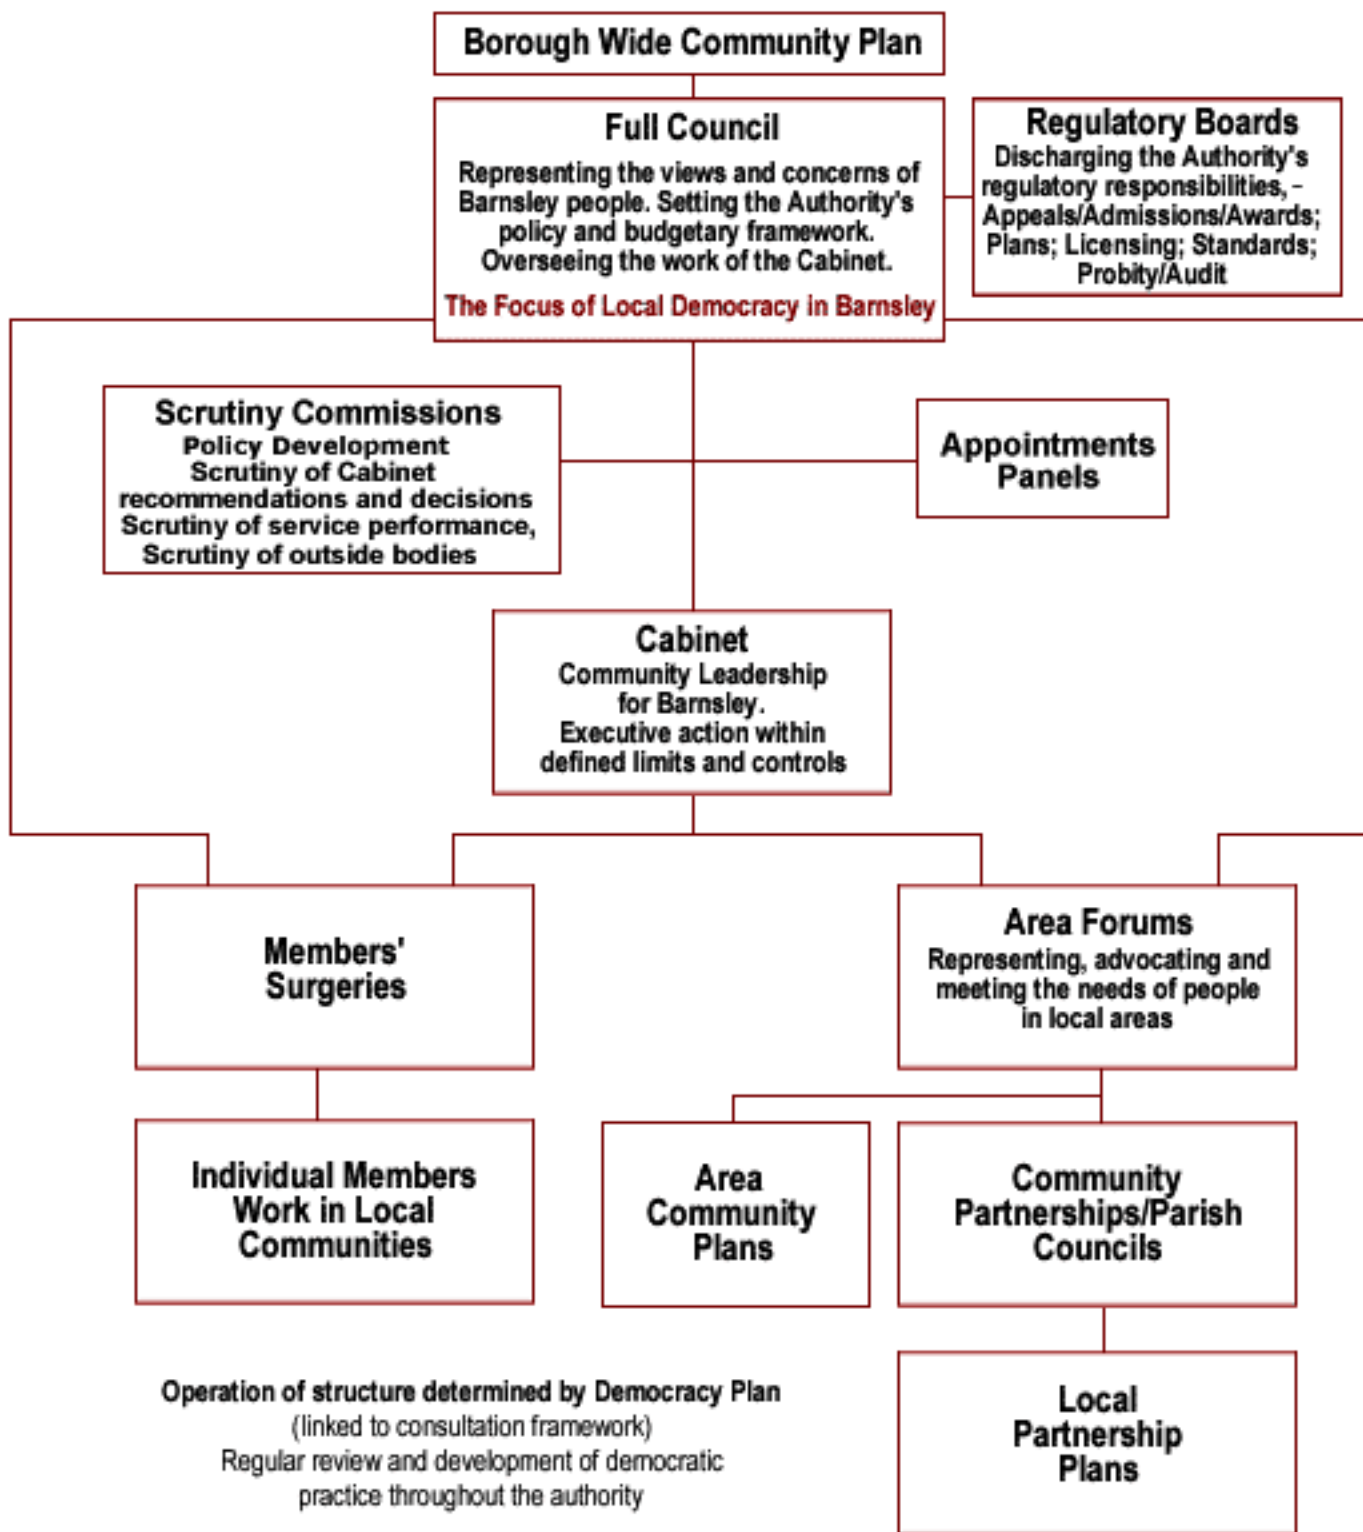 Borough Wide Community Plan
Full Council
Representing the views and concerns of
Barnsley people. Setting the Authority's
policy and budgetary framework.
Overseeing the work of the Cabinet.
The Focus of Local Democracy in Barnsley
Regulatory Boards
Discharging the Authority's
regulatory responsibilities, -
Appeals/Admissions/Awards;
Plans; Licensing; Standards;
Probity/Audit
Scrutiny Commissions
Policy Development
Scrutiny of Cabinet
recommendations and decisions
Scrutiny of service performance,
Scrutiny of outside bodies
Appointments
Panels
Cabinet
Community Leadership
for Barnsley.
Executive action within
defined limits and controls
Members'
Surgeries
Area Forums
Representing, advocating and
meeting the needs of people
in local areas
Individual Members
Work in Local
Communities
Area
Community
Plans
Community
Partnerships/Parish
Councils
Operation of structure determined by Democracy Plan
(linked to consultation framework)
Regular review and development of democratic
practice throughout the authority
Local
Partnership
Plans